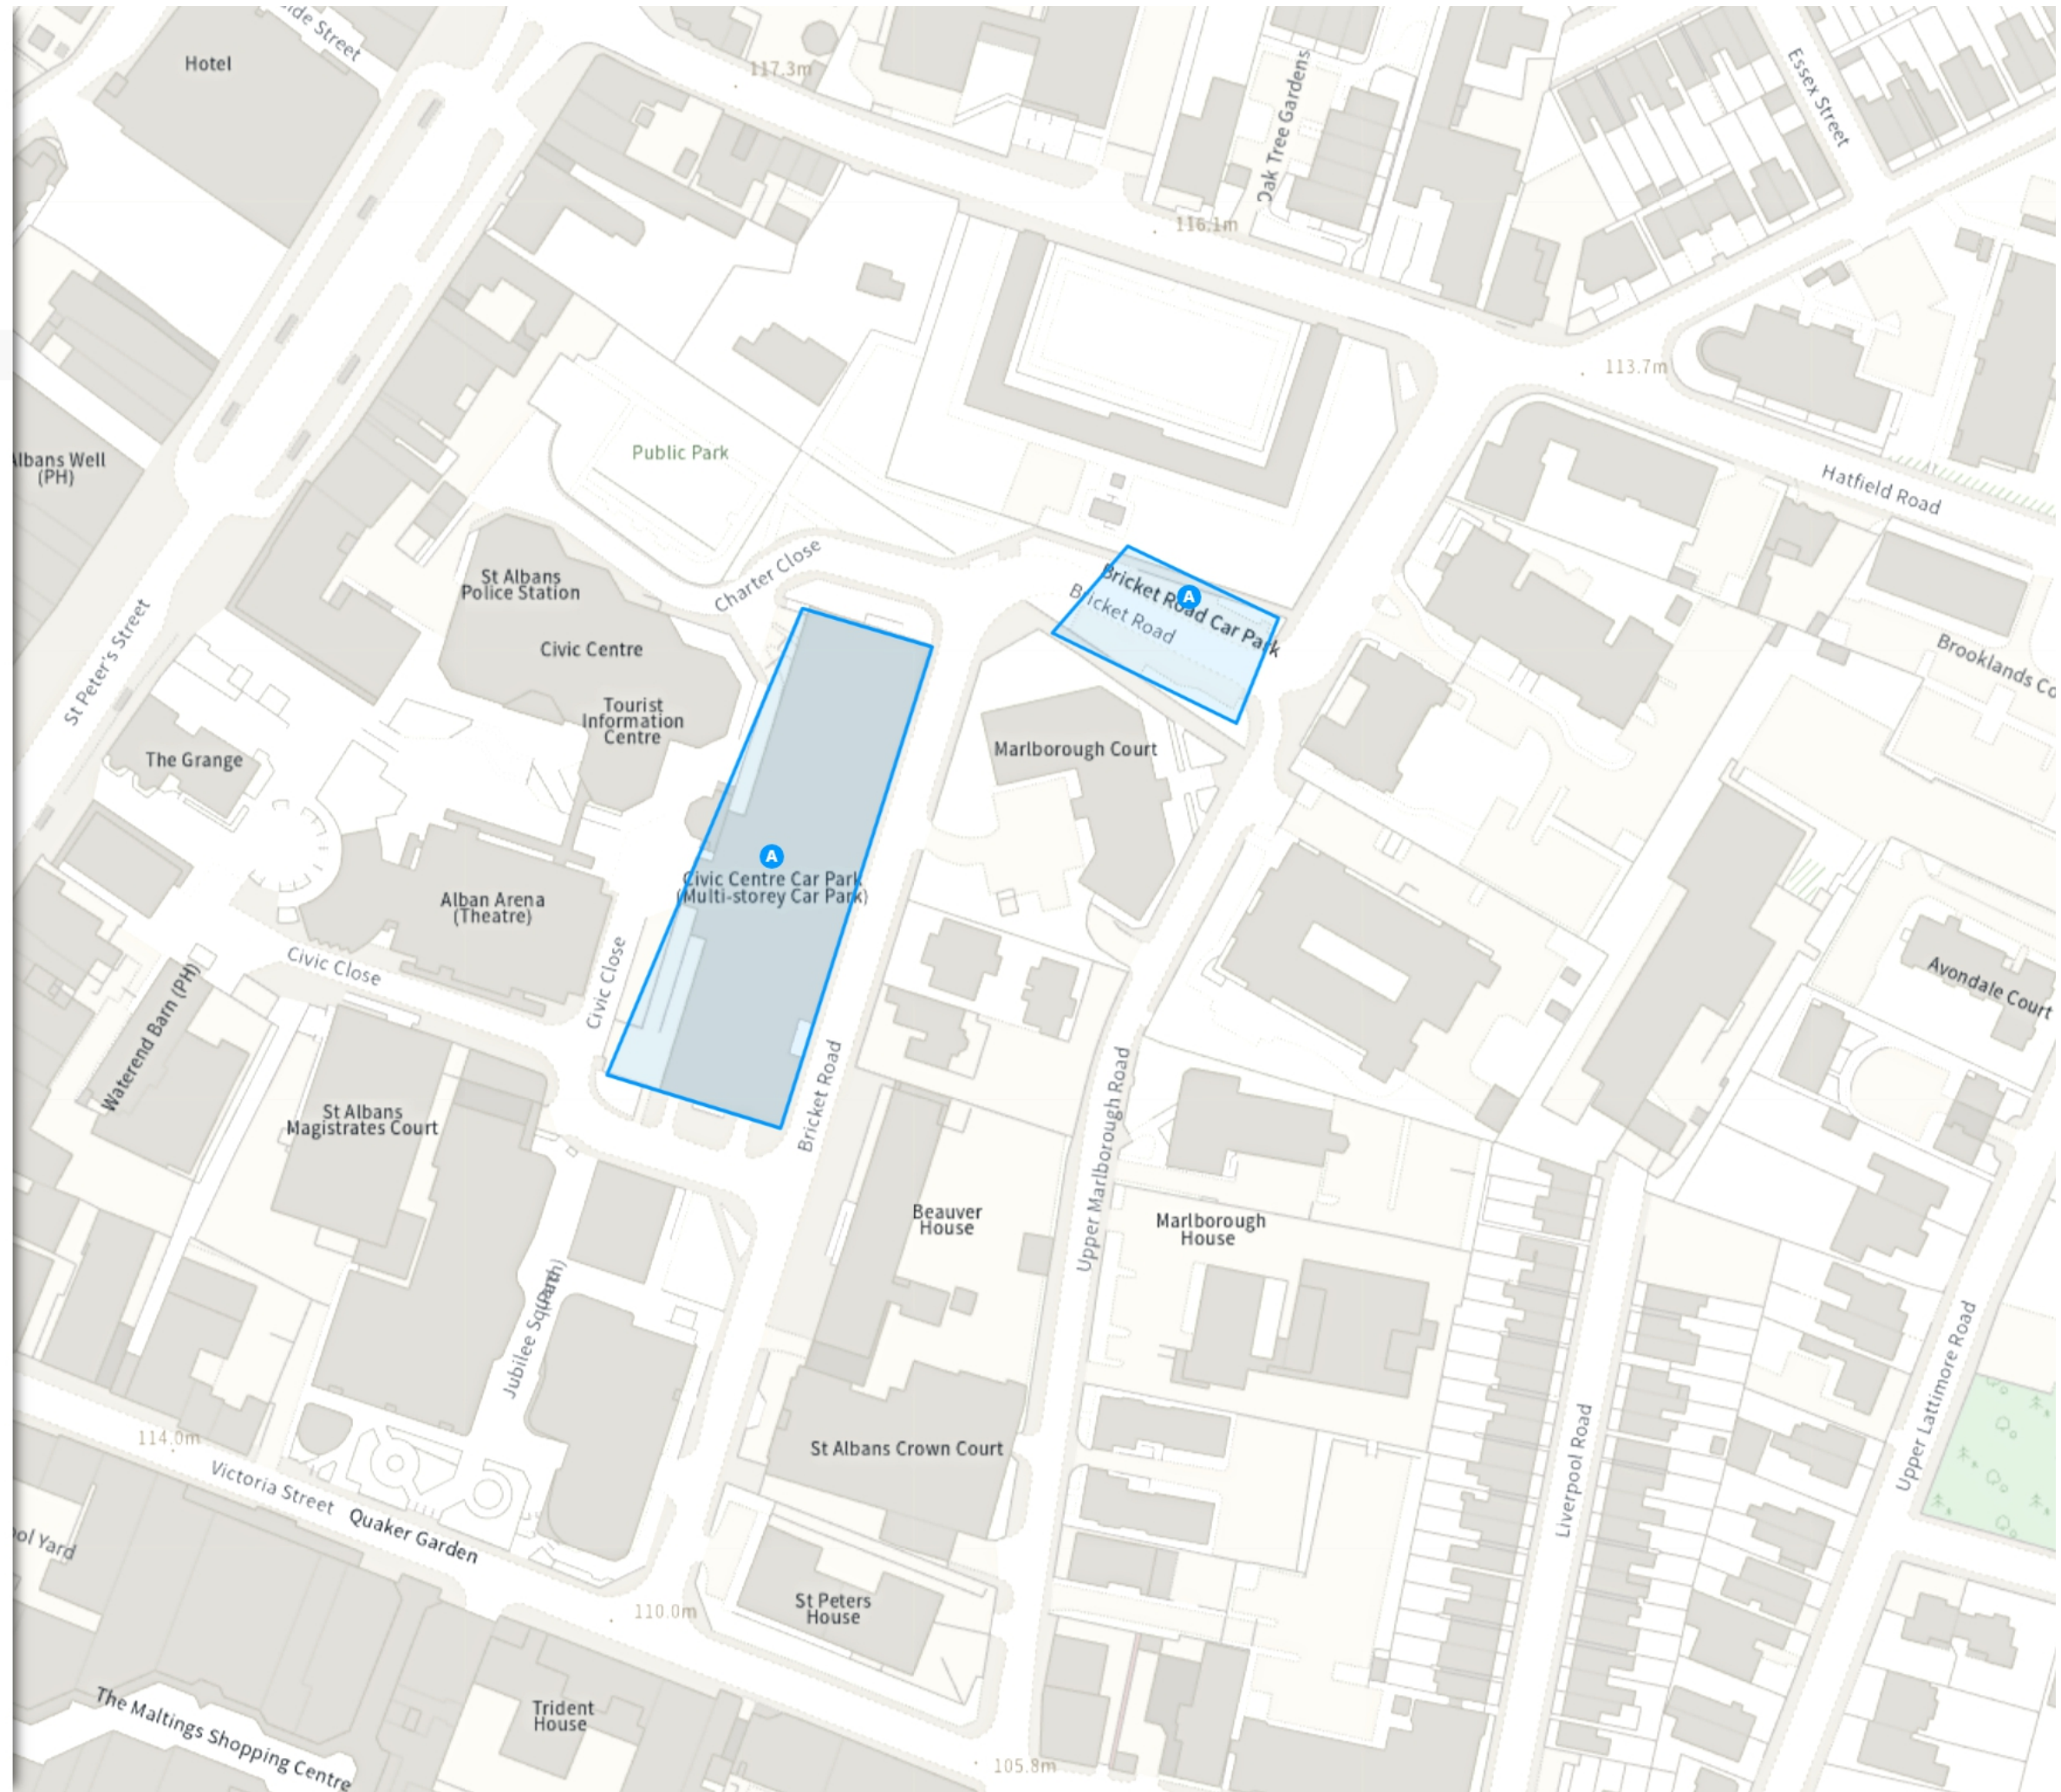 Hotel
117.3m
Oak Tree Gardens
Essex Street
116.1m
113.7m
Albans Well
(PH)
Public Park
Hatfield Road
St Albans
Police Station
Charter Close
A
Bricket Road Car Park
Bricket Road
Civic Centre
Brooklands
St Peter's Street
Tourist
Information
Centre
The Grange
Marlborough Court
A
Civic Centre Car Park
(Multi-storey Car Park)
Alban Arena
(Theatre)
Civic Close
Civic Close
Waterend Barn (PH)
Avondale Court
St Albans
Magistrates Court
Bricket Road
Upper Marlborough Road
Beauver
House
Marlborough
House
Jubilee Square
(Path)
Upper Lattimore Road
Liverpool Road
St Albans Crown Court
114.0m
Victoria Street
Quaker Garden
Yard
St Peters
House
110.0m
Trident
House
The Maltings Shopping Centre
105.8m